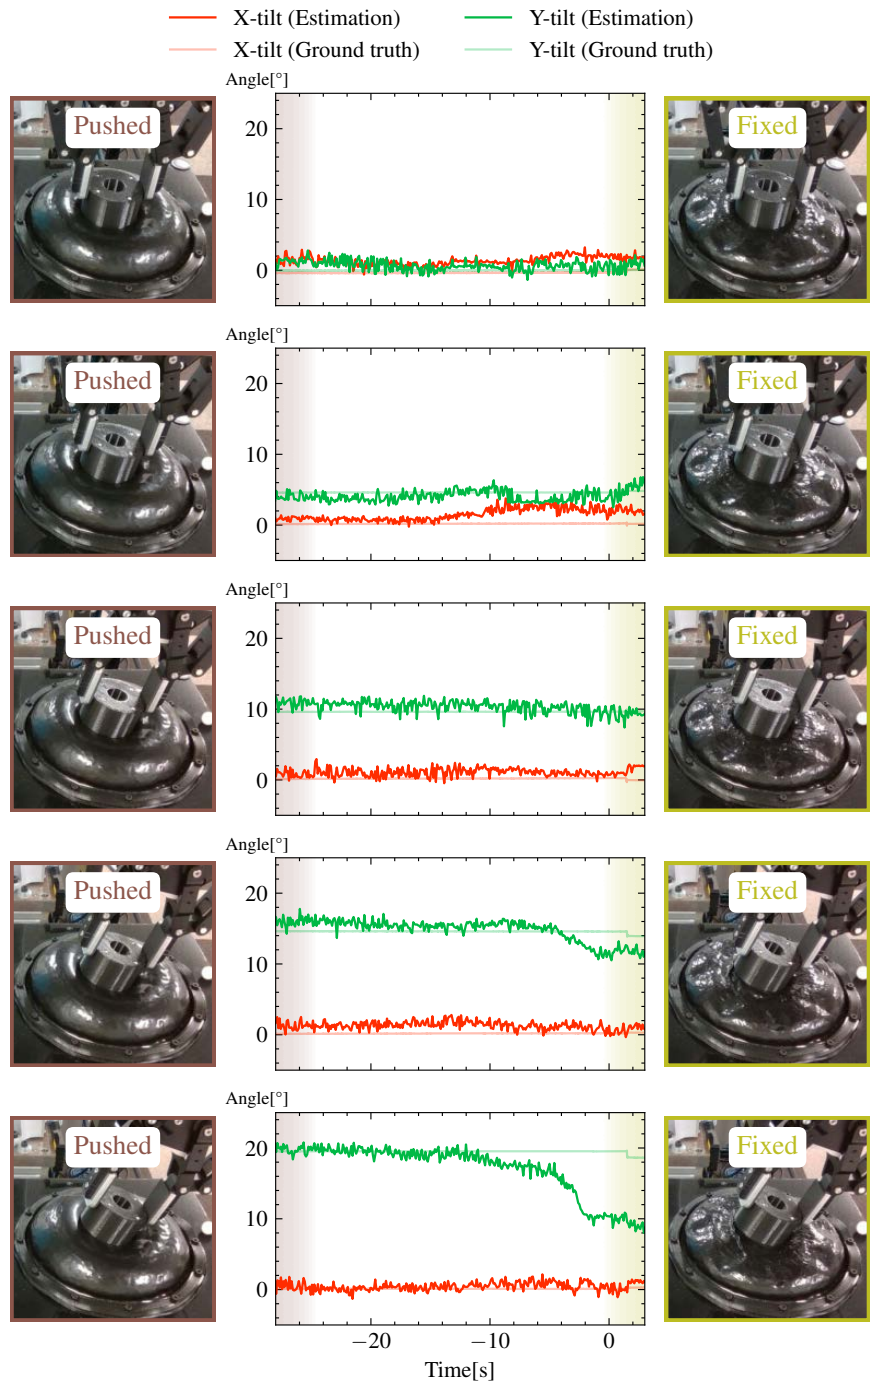 X-tilt (Estimation) Y-tilt (Estimation)
X-tilt (Ground truth) Y-tilt (Ground truth)
Angle[°]
Pushed
20
10
0
Fixed
Angle[°]
Pushed
20
10
0
Fixed
Angle[°]
Pushed
20
10
0
Fixed
Angle[°]
Pushed
20
10
0
Fixed
Angle[°]
Pushed
20
10
0
Fixed
−20 −10 0
Time[s]